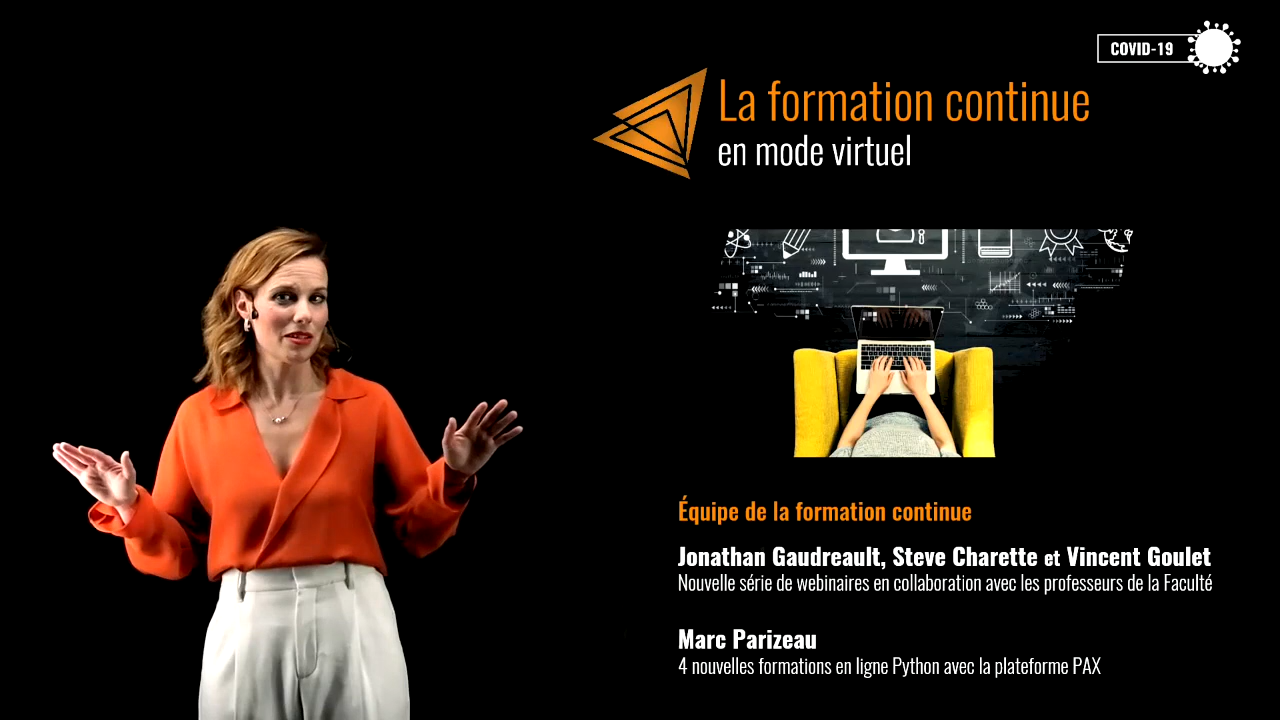 COVID-19
La formation continue
en mode virtuel
Équipe de la formation continue
Jonathan Gaudreault, Steve Charette et Vincent Goulet
Nouvelle série de webinaires en collaboration avec les professeurs de la Faculté
Marc Parizeau
4 nouvelles formations en ligne Python avec la plateforme PAX